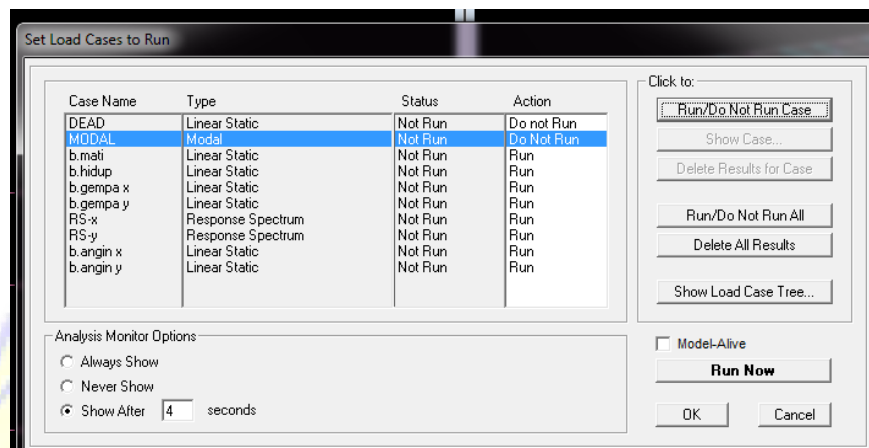 Set Load Cases to Run
Case Name Type Status Action
DEAD Linear Static Not Run Do not Run
MODAL Modal Not Run Do Not Run
b.mati Linear Static Not Run Run
b.hidup Linear Static Not Run Run
b.gempa x Linear Static Not Run Run
b.gempa y Linear Static Not Run Run
RS-x Response Spectrum Not Run Run
RS-y Response Spectrum Not Run Run
b.angin x Linear Static Not Run Run
b.angin y Linear Static Not Run Run
Click to:
Run/Do Not Run Case
Show Case...
Delete Results for Case
Run/Do Not Run All
Delete All Results
Show Load Case Tree...
Analysis Monitor Options
Always Show
Never Show
Show After 4 seconds
Model-Alive
Run Now
OK Cancel